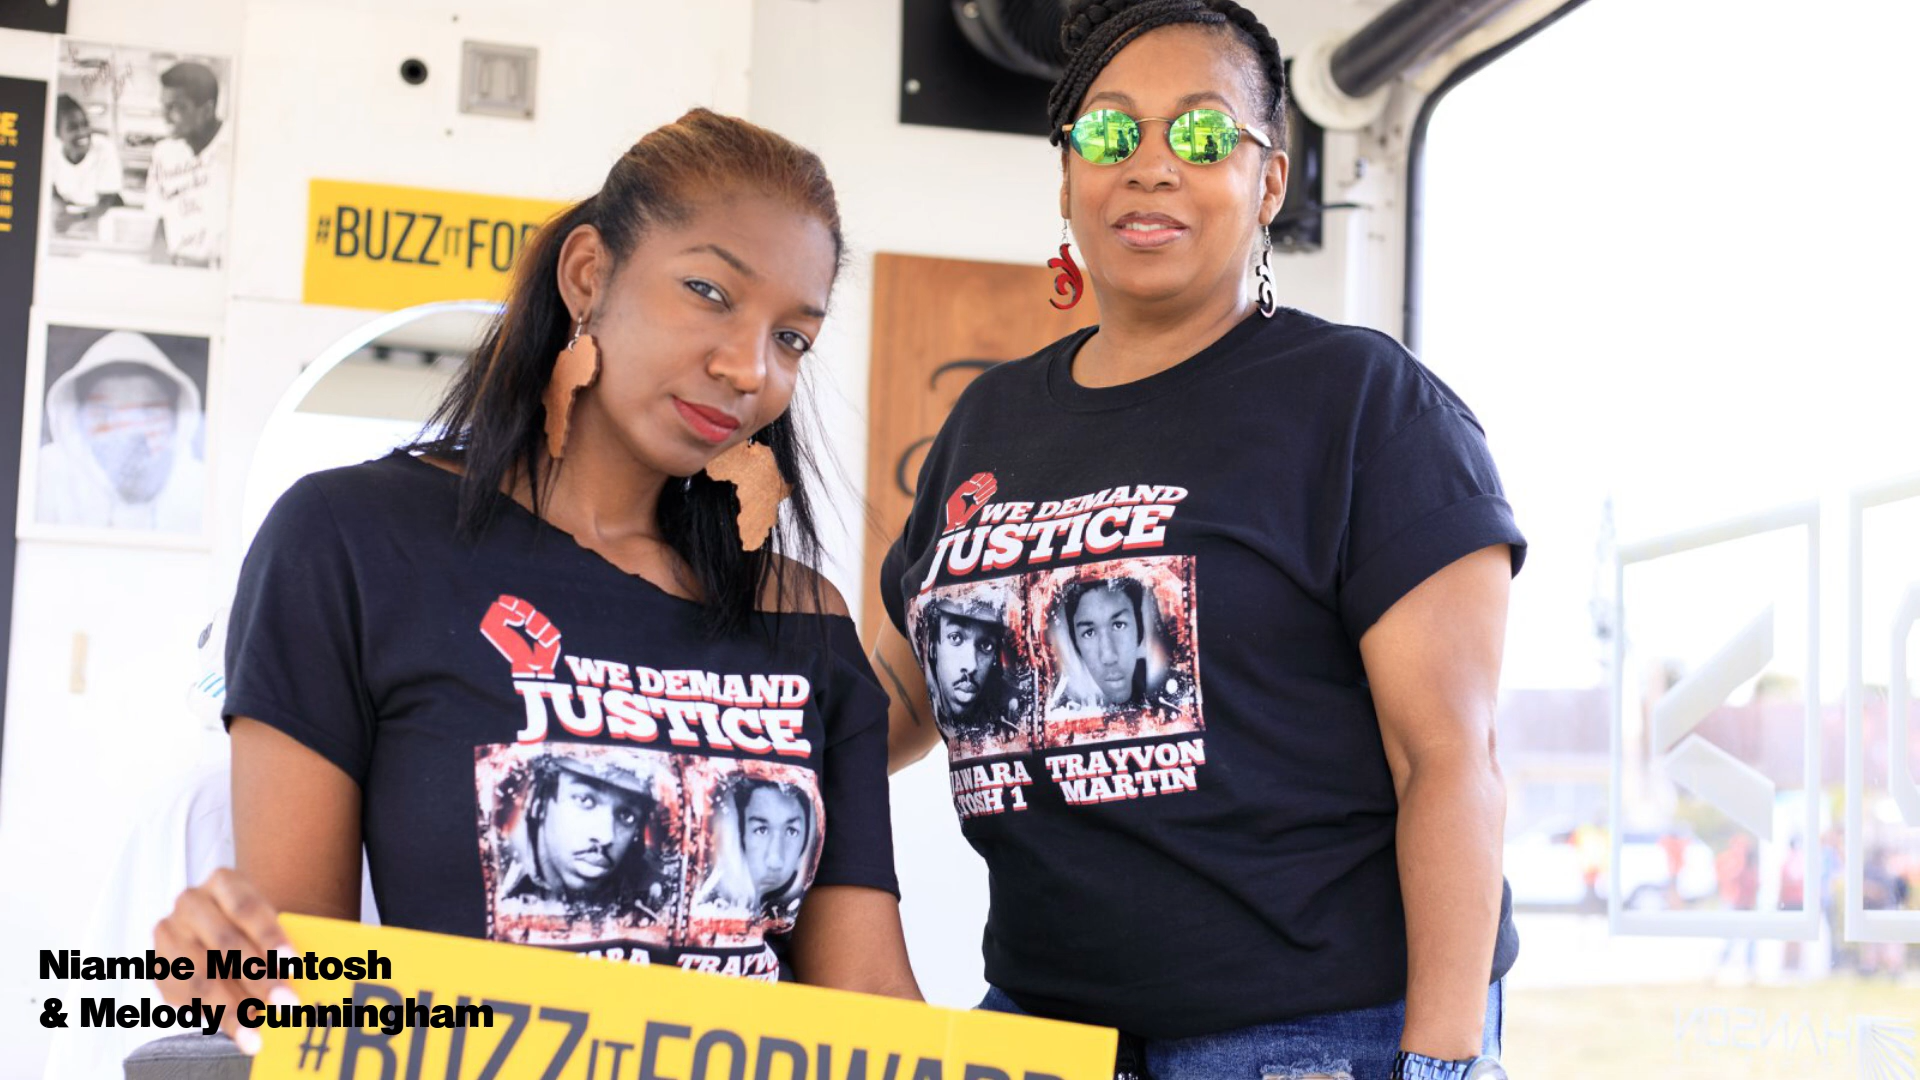 #BUZZITFOR
WE DEMAND
JUSTICE
TRAYVON
MARTIN
WE DEMAND
JUSTICE
Niambe McIntosh
& Melody Cunningham
#BUZZITFORWARD